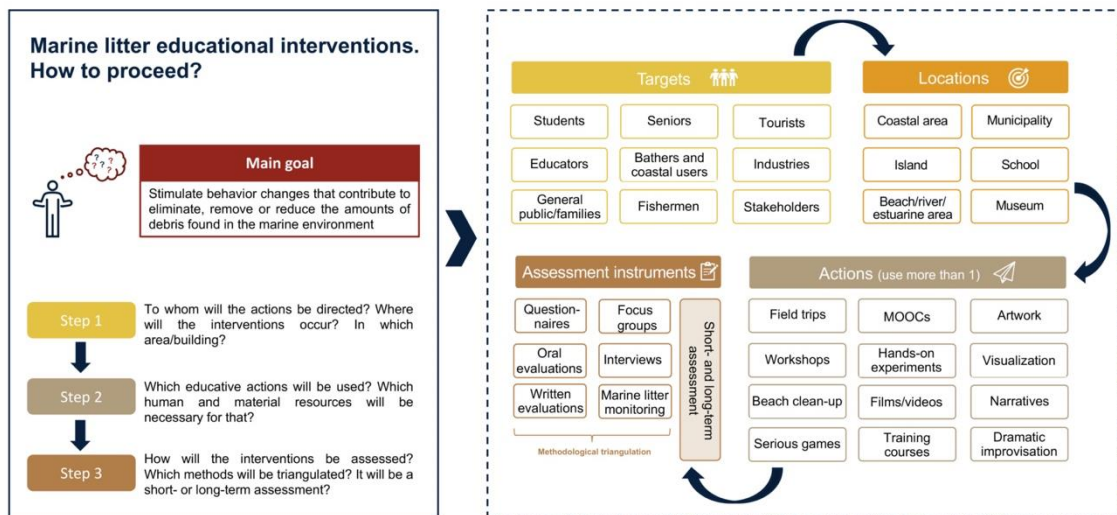 Marine litter educational interventions.
How to proceed?
? ? ?
? ? ?
Main goal
Stimulate behavior changes that contribute to
eliminate, remove or reduce the amounts of
debris found in the marine environment
Step 1
To whom will the actions be directed? Where
will the interventions occur? In which
area/building?
Step 2
Which educative actions will be used? Which
human and material resources will be
necessary for that?
Step 3
How will the interventions be assessed?
Which methods will be triangulated? It will be a
short- or long-term assessment?
Targets
Students
Seniors
Tourists
Educators
Bathers and
coastal users
Industries
General
public/families
Fishermen
Stakeholders
Locations
Coastal area
Municipality
Island
School
Beach/river/
estuarine area
Museum
Assessment instruments
Question-
naires
Focus
groups
Oral
evaluations
Interviews
Written
evaluations
Marine litter
monitoring
Methodological triangulation
Short- and long-term
assessment
Actions (use more than 1)
Field trips
MOOCs
Artwork
Workshops
Hands-on
experiments
Visualization
Beach clean-up
Films/videos
Narratives
Serious games
Training
courses
Dramatic
improvisation